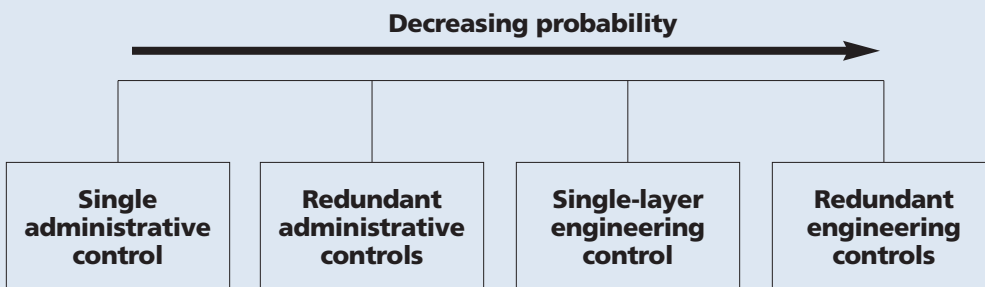 Decreasing probability
Single
administrative
control
Redundant
administrative
controls
Single-layer
engineering
control
Redundant
engineering
controls